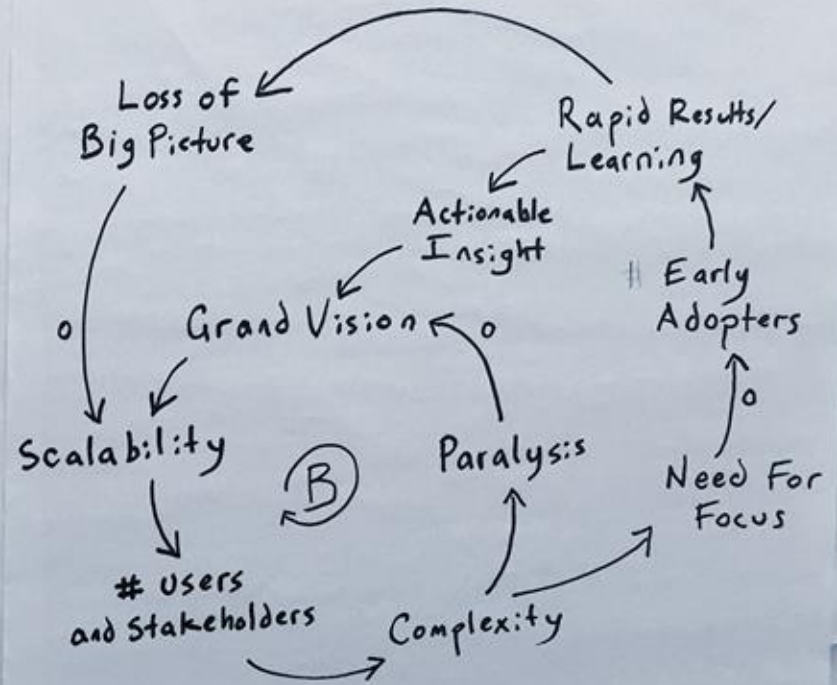 Loss of
Big Picture
Rapid Results/
Learning
Actionable
Insight
# Early
Adopters
Grand Vision
o
o
o
Scalability
B
Paralysis
Need For
Focus
# Users
and Stakeholders
Complexity